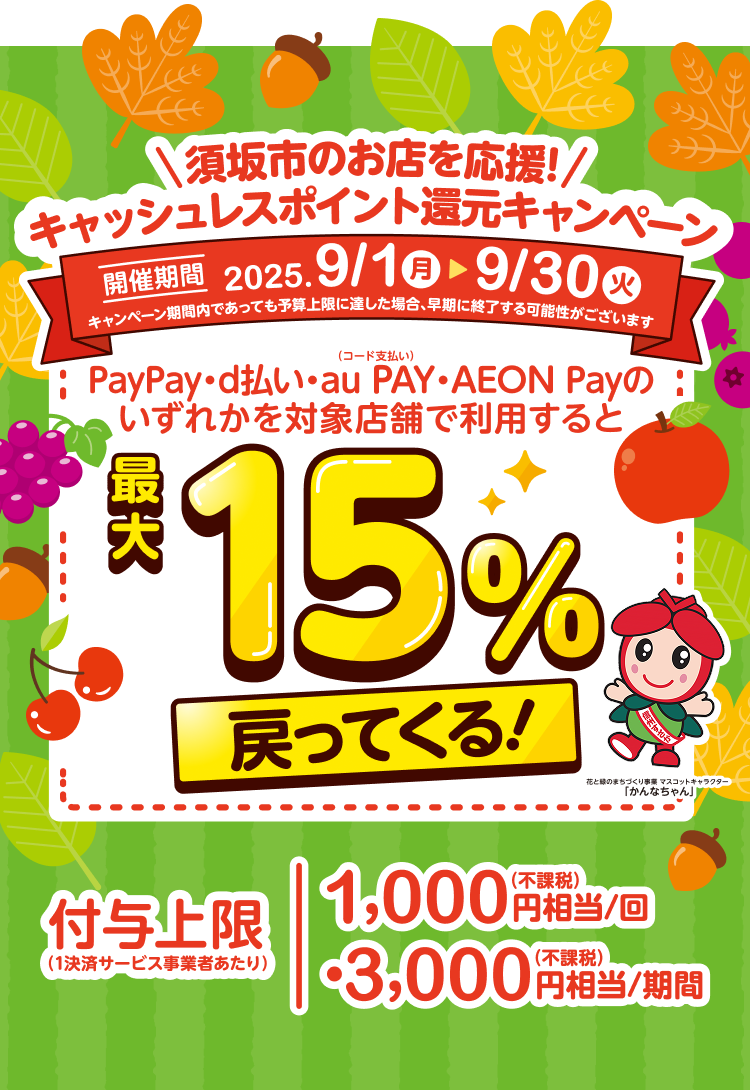 須坂市のお店を応援!
キャッシュレスポイント還元キャンペーン
開催期間 2025.9/1月▶9/30火
キャンペーン期間内であっても予算上限に達した場合、早期に終了する可能性がございます
(コード支払い)
PayPay・d払い・au PAY・AEON Payの
いずれかを対象店舗で利用すると
最大
15%
戻ってくる!
花と緑のまちづくり事業 マスコットキャラクター
「かんなちゃん」
付与上限
(1決済サービス事業者あたり)
1,000円相当/回(不課税)
・3,000円相当/期間(不課税)